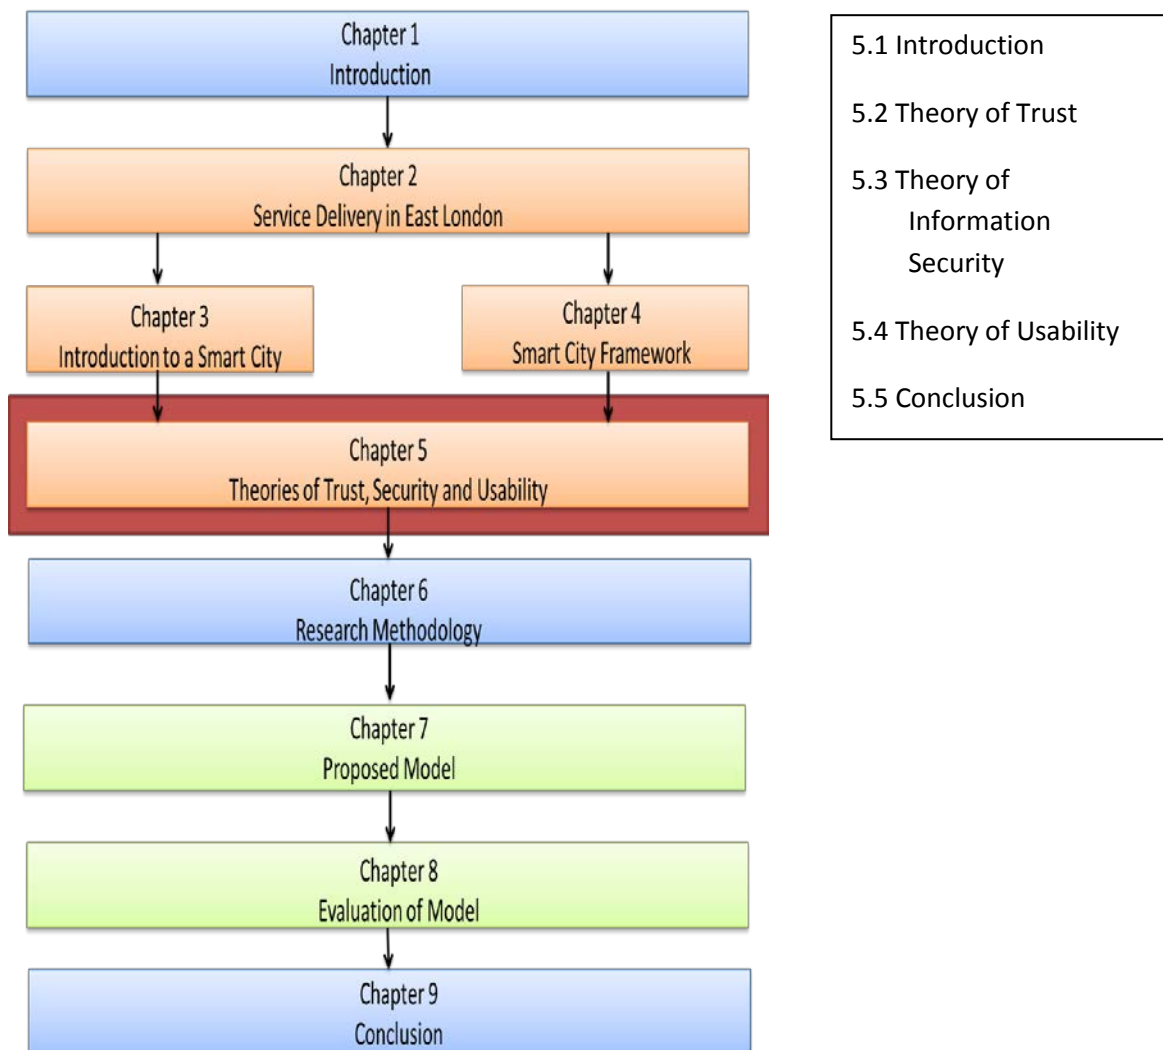 Chapter 1
Introduction
Chapter 2
Service Delivery in East London
Chapter 3
Introduction to a Smart City
Chapter 4
Smart City Framework
Chapter 5
Theories of Trust, Security and Usability
Chapter 6
Research Methodology
Chapter 7
Proposed Model
Chapter 8
Evaluation of Model
Chapter 9
Conclusion
5.1 Introduction
5.2 Theory of Trust
5.3 Theory of
Information
Security
5.4 Theory of Usability
5.5 Conclusion